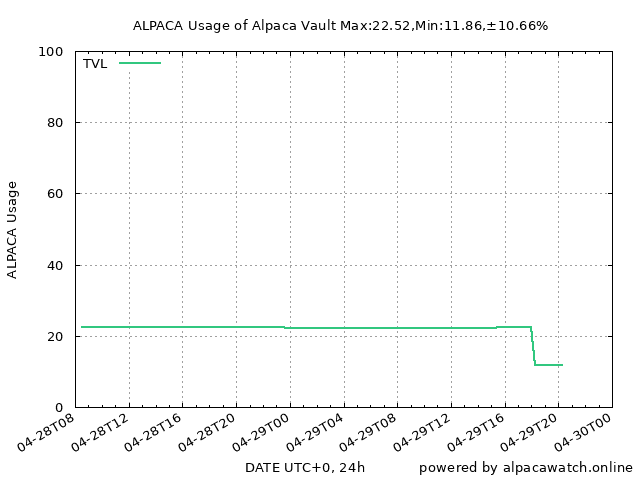 ALPACA Usage of Alpaca Vault Max:22.52,Min:11.86,±10.66%
TVL
100
80
60
40
20
0
ALPACA Usage
04-28T08
04-28T12
04-28T16
04-28T20
04-29T00
04-29T04
04-29T08
04-29T12
04-29T16
04-29T20
04-30T00
DATE UTC+0, 24h
powered by alpacawatch.online